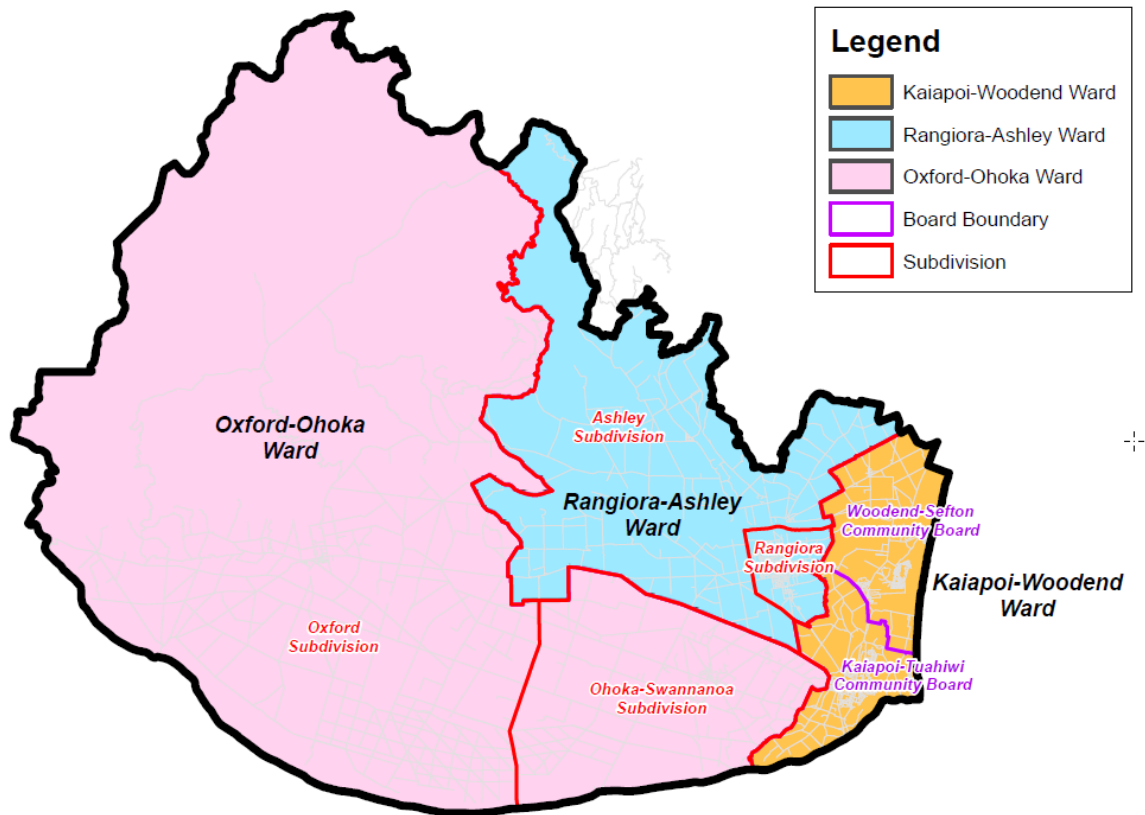 Legend
Kaiapoi-Woodend Ward
Rangiora-Ashley Ward
Oxford-Ohoka Ward
Board Boundary
Subdivision
Oxford-Ohoka
Ward
Ashley
Subdivision
Rangiora-Ashley
Ward
Woodend-Sefton
Community Board
Rangiora
Subdivision
Kaiapoi-Woodend
Ward
Oxford
Subdivision
Kaiapoi-Tuahiwi
Community Board
Ohoka-Swannanoa
Subdivision